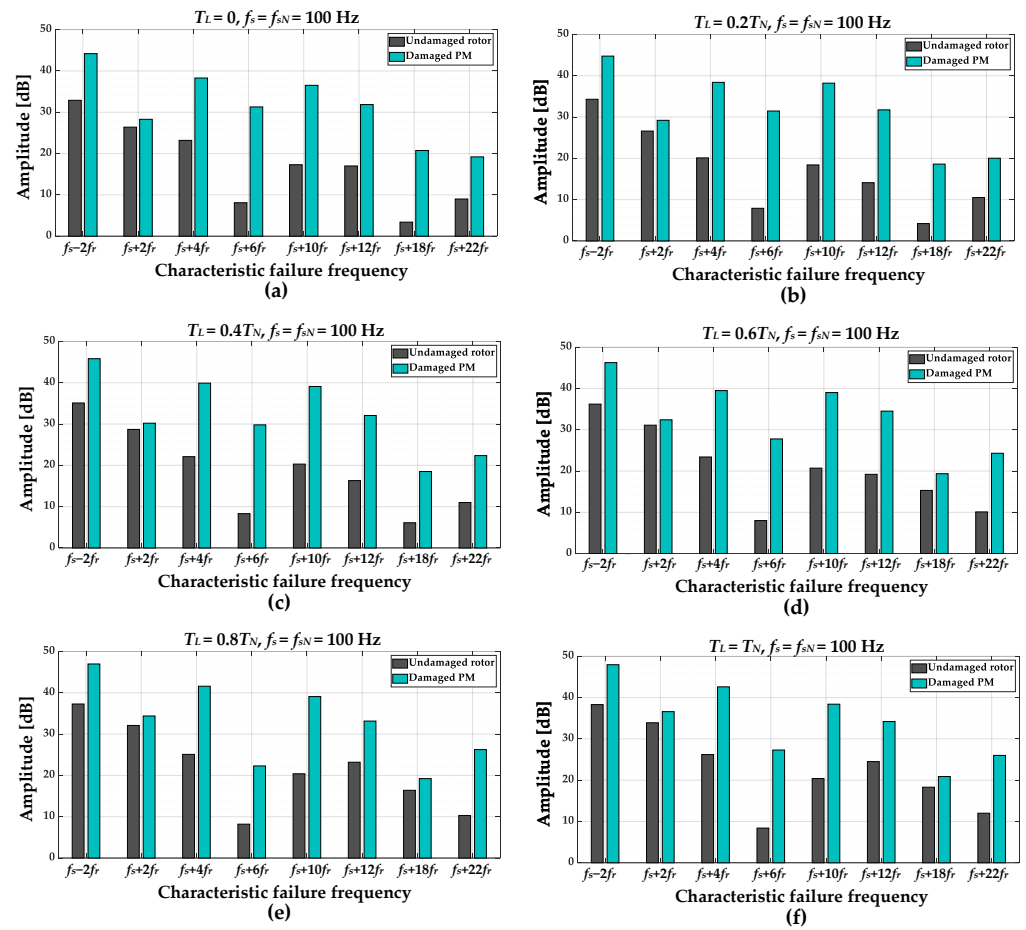 T_L = 0, f_s = f_sN = 100 Hz
50
40
30
20
10
0
Amplitude [dB]
Undamaged rotor
Damaged PM
f_s−2f_r f_s+2f_r f_s+4f_r f_s+6f_r f_s+10f_r f_s+12f_r f_s+18f_r f_s+22f_r
Characteristic failure frequency
(a)
T_L = 0.2T_N, f_s = f_sN = 100 Hz
50
40
30
20
10
0
Amplitude [dB]
Undamaged rotor
Damaged PM
f_s−2f_r f_s+2f_r f_s+4f_r f_s+6f_r f_s+10f_r f_s+12f_r f_s+18f_r f_s+22f_r
Characteristic failure frequency
(b)
T_L = 0.4T_N, f_s = f_sN = 100 Hz
50
40
30
20
10
0
Amplitude [dB]
Undamaged rotor
Damaged PM
f_s−2f_r f_s+2f_r f_s+4f_r f_s+6f_r f_s+10f_r f_s+12f_r f_s+18f_r f_s+22f_r
Characteristic failure frequency
(c)
T_L = 0.6T_N, f_s = f_sN = 100 Hz
50
40
30
20
10
0
Amplitude [dB]
Undamaged rotor
Damaged PM
f_s−2f_r f_s+2f_r f_s+4f_r f_s+6f_r f_s+10f_r f_s+12f_r f_s+18f_r f_s+22f_r
Characteristic failure frequency
(d)
T_L = 0.8T_N, f_s = f_sN = 100 Hz
50
40
30
20
10
0
Amplitude [dB]
Undamaged rotor
Damaged PM
f_s−2f_r f_s+2f_r f_s+4f_r f_s+6f_r f_s+10f_r f_s+12f_r f_s+18f_r f_s+22f_r
Characteristic failure frequency
(e)
T_L = T_N, f_s = f_sN = 100 Hz
50
40
30
20
10
0
Amplitude [dB]
Undamaged rotor
Damaged PM
f_s−2f_r f_s+2f_r f_s+4f_r f_s+6f_r f_s+10f_r f_s+12f_r f_s+18f_r f_s+22f_r
Characteristic failure frequency
(f)